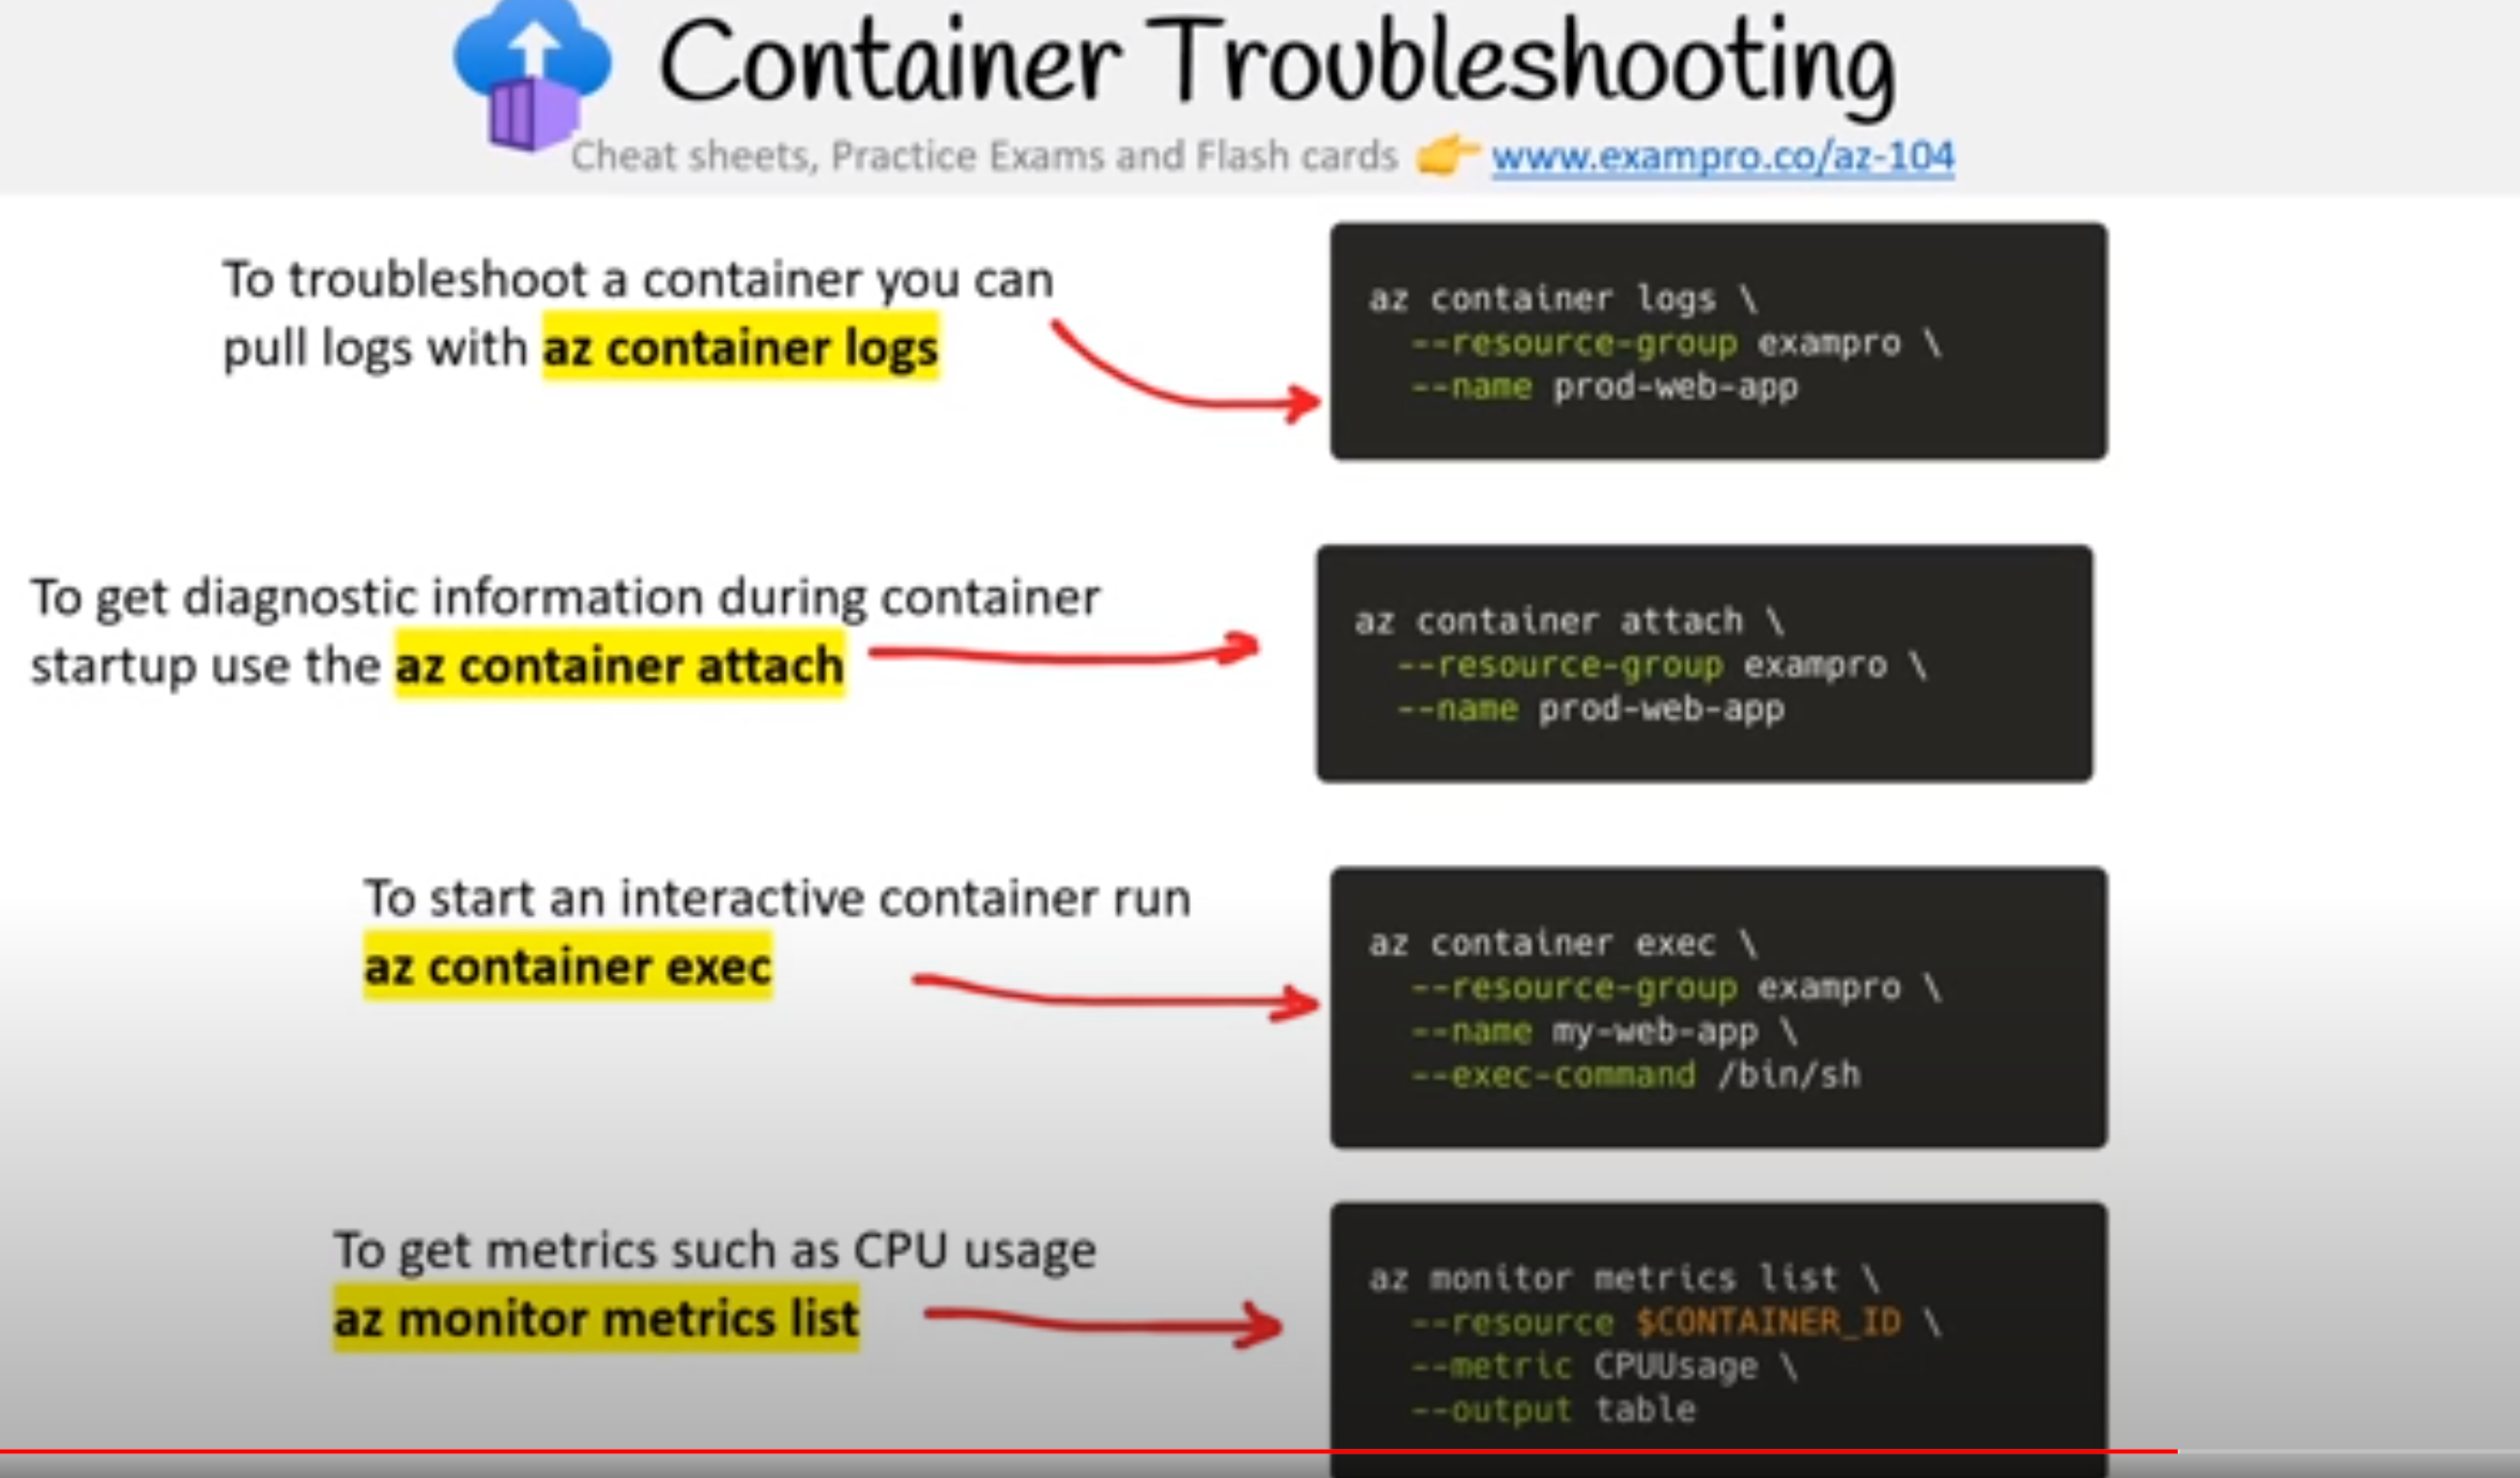 Container Troubleshooting
Cheat sheets, Practice Exams and Flash cards 👉 www.exampro.co/az-104
To troubleshoot a container you can
pull logs with az container logs
az container logs \
--resource-group exampro \
--name prod-web-app
To get diagnostic information during container
startup use the az container attach
az container attach \
--resource-group exampro \
--name prod-web-app
To start an interactive container run
az container exec
az container exec \
--resource-group exampro \
--name my-web-app \
--exec-command /bin/sh
To get metrics such as CPU usage
az monitor metrics list
az monitor metrics list \
--resource $CONTAINER_ID \
--metric CPUUsage \
--output table